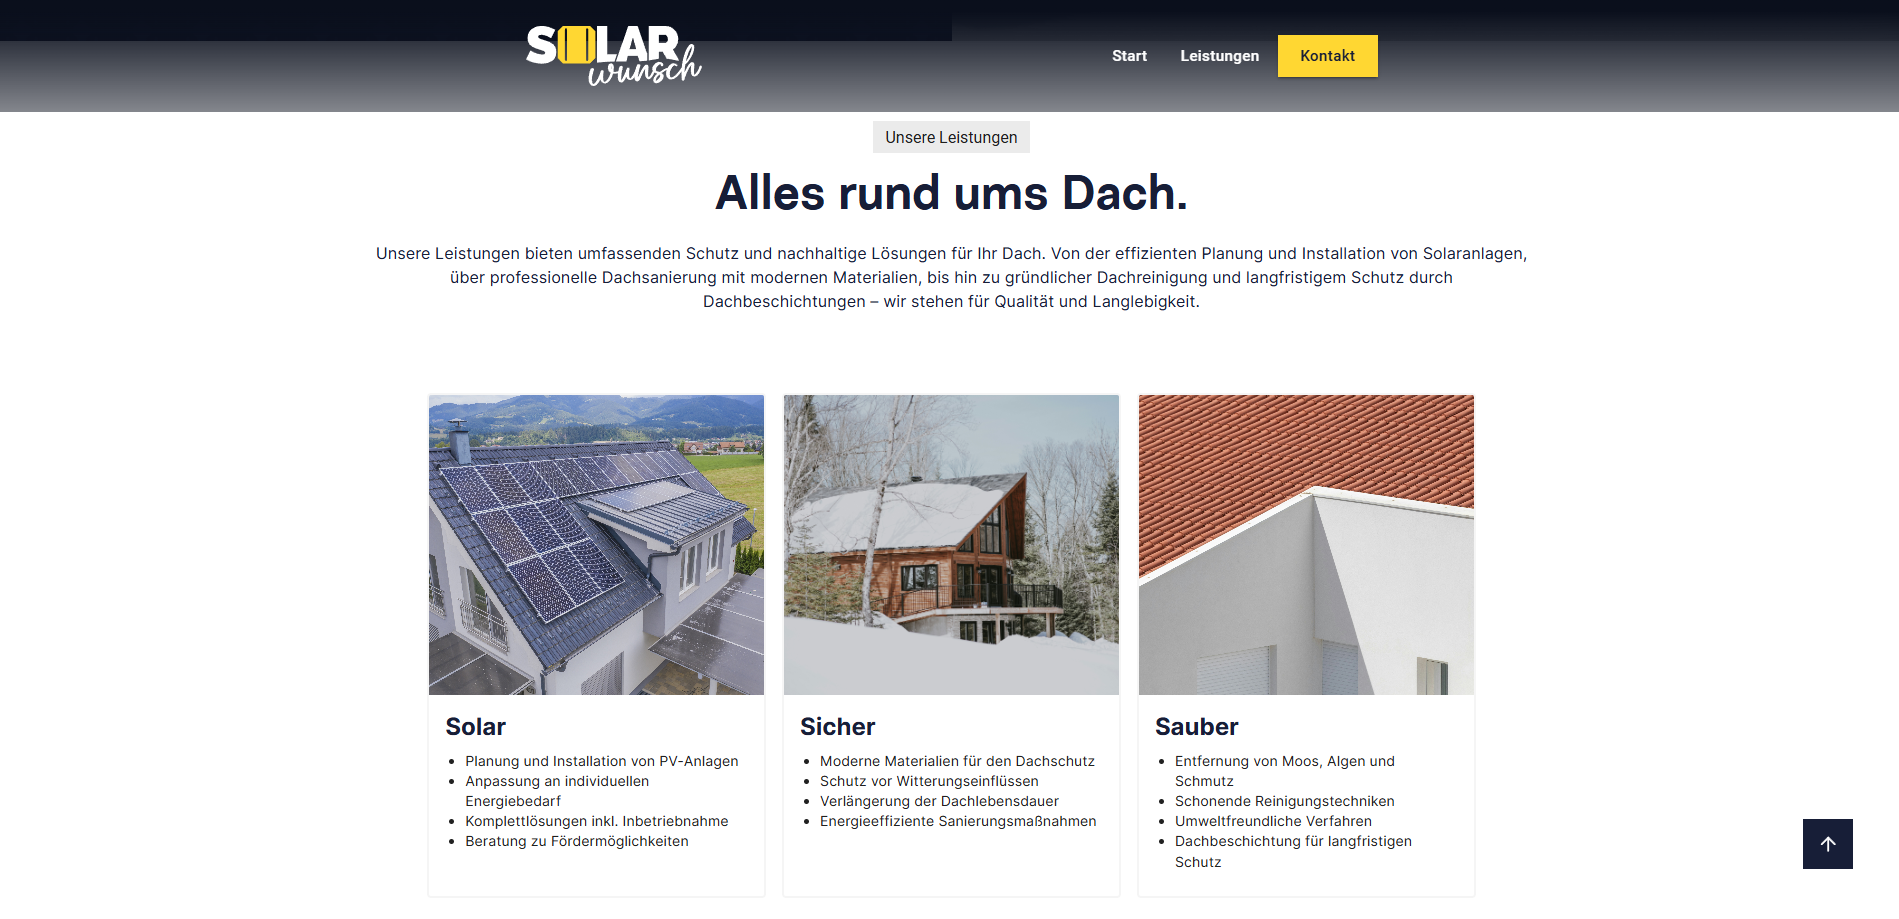 SOLAR
wunsch
Start Leistungen Kontakt
Unsere Leistungen
Alles rund ums Dach.
Unsere Leistungen bieten umfassenden Schutz und nachhaltige Lösungen für Ihr Dach. Von der effizienten Planung und Installation von Solaranlagen,
über professionelle Dachsanierung mit modernen Materialien, bis hin zu gründlicher Dachreinigung und langfristigem Schutz durch
Dachbeschichtungen – wir stehen für Qualität und Langlebigkeit.
Solar
• Planung und Installation von PV-Anlagen
• Anpassung an individuellen
Energiebedarf
• Komplettlösungen inkl. Inbetriebnahme
• Beratung zu Fördermöglichkeiten
Sicher
• Moderne Materialien für den Dachschutz
• Schutz vor Witterungseinflüssen
• Verlängerung der Dachlebensdauer
• Energieeffiziente Sanierungsmaßnahmen
Sauber
• Entfernung von Moos, Algen und
Schmutz
• Schonende Reinigungstechniken
• Umweltfreundliche Verfahren
• Dachbeschichtung für langfristigen
Schutz